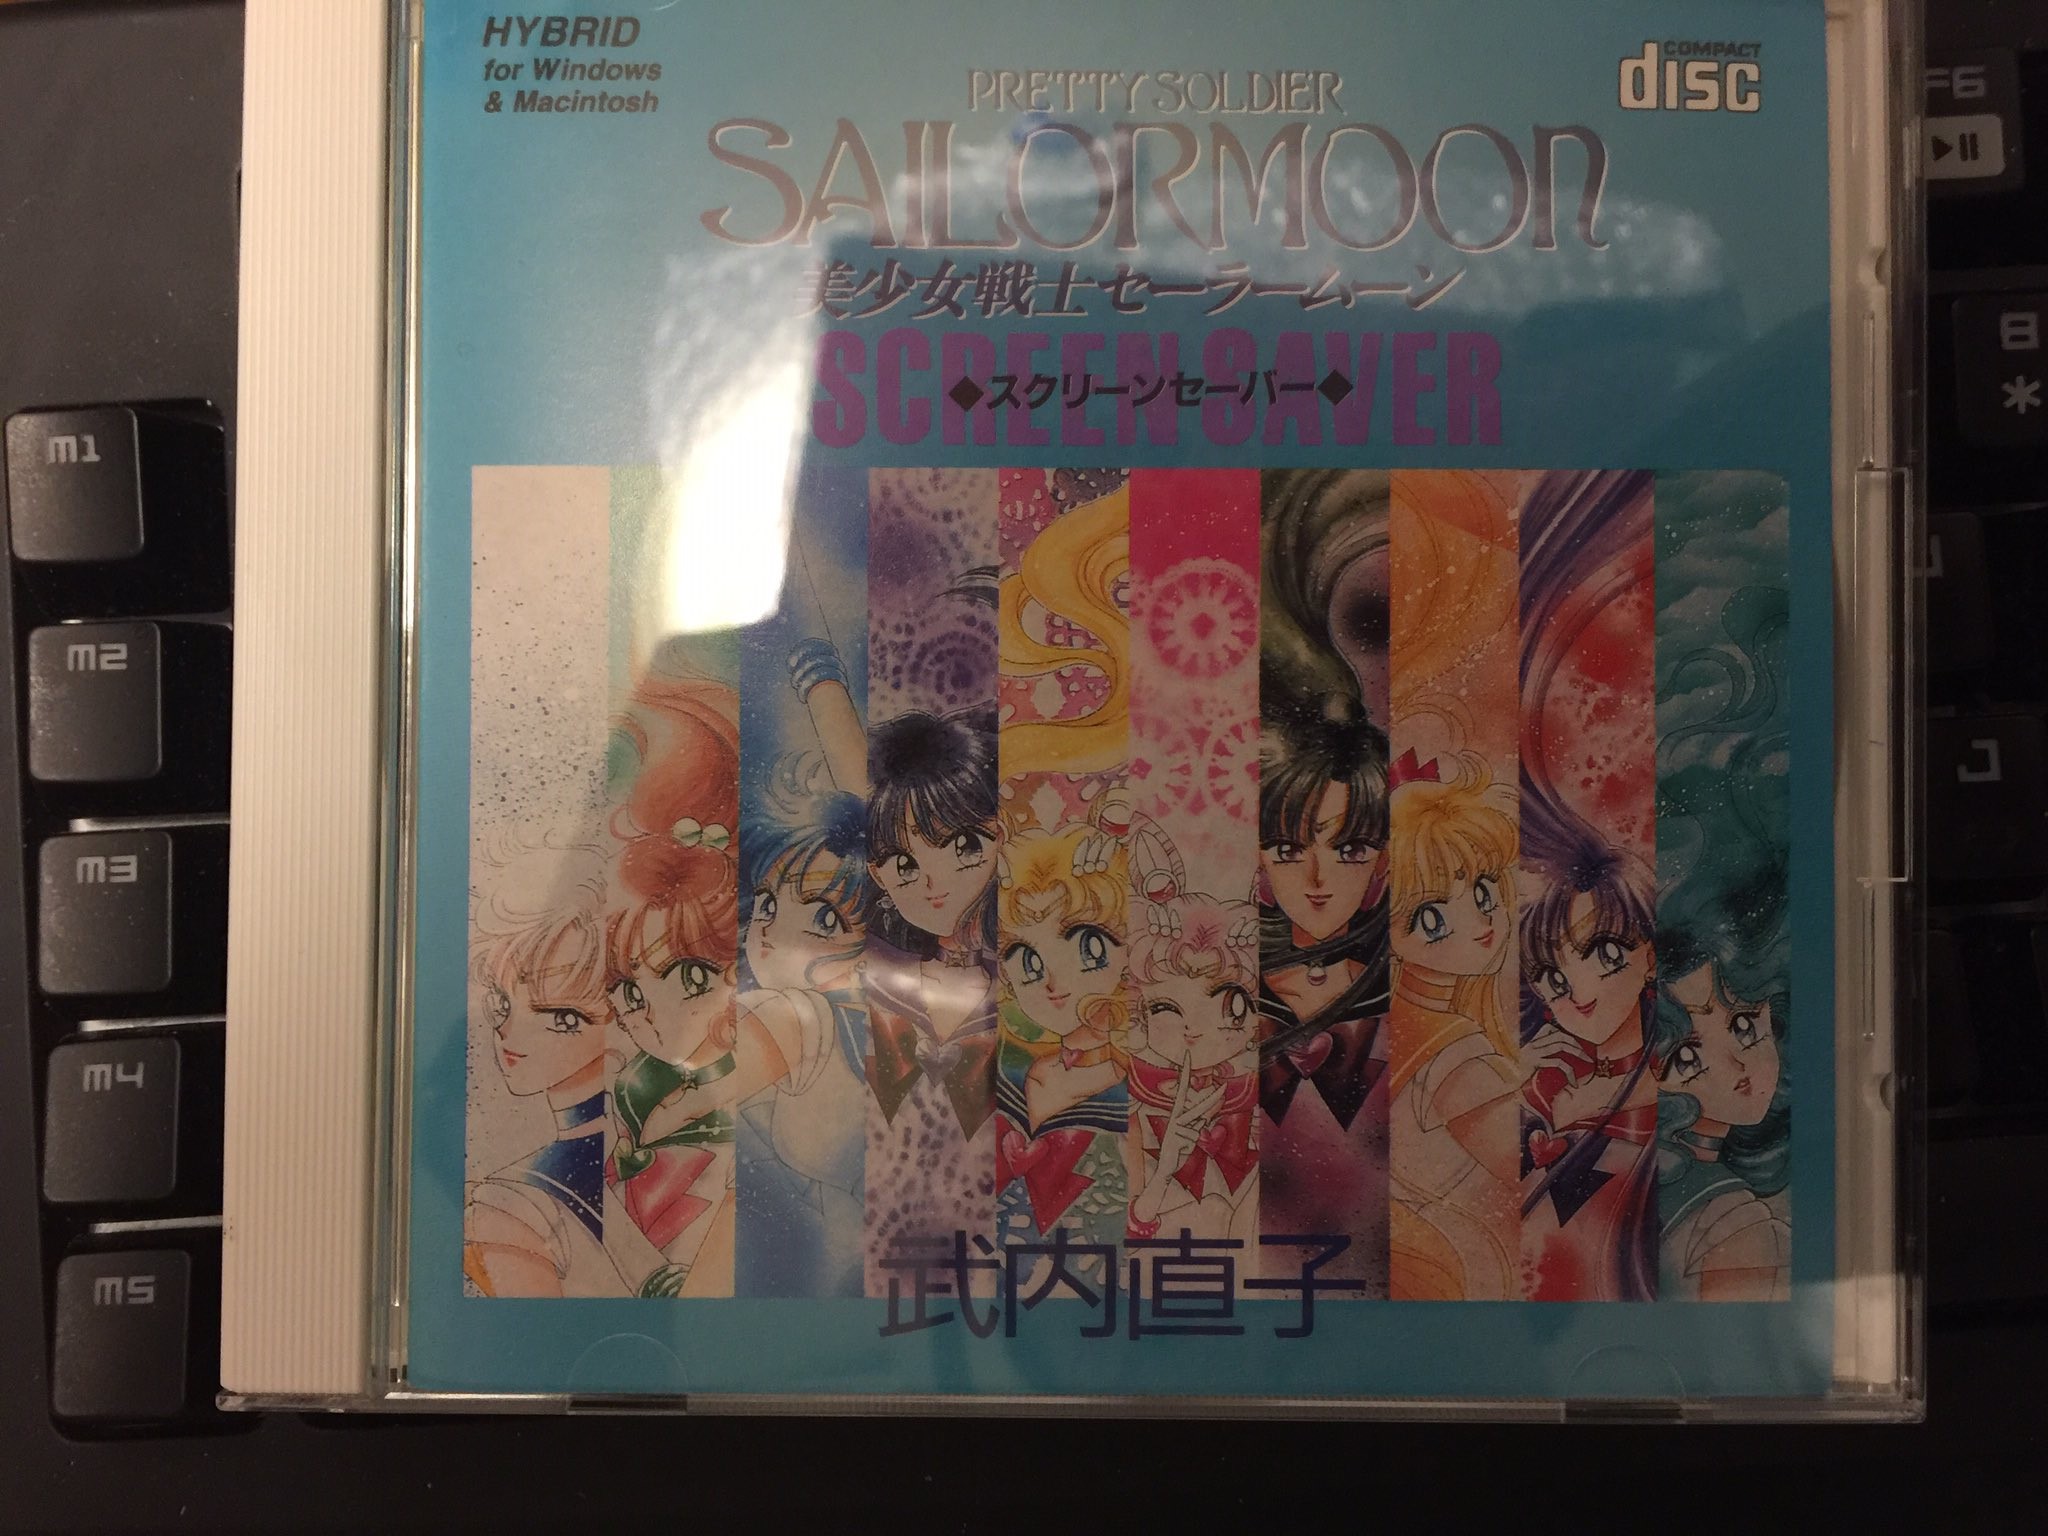 HYBRID
for Windows
& Macintosh
COMPACT
disc
PRETTY SOLDIER
SAILORMOON
美少女戦士セーラームーン
SCREEN SAVER
◆スクリーンセーバー◆
武内直子
M1
M2
M3
M4
M5
F6
8
*
J